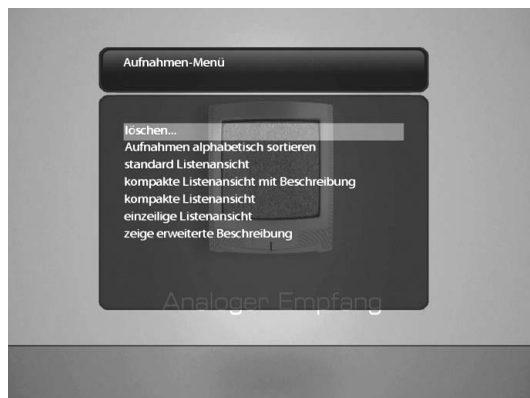 Aufnahmen-Menü
löschen...
Aufnahmen alphabetisch sortieren
standard Listenansicht
kompakte Listenansicht mit Beschreibung
kompakte Listenansicht
einzeilige Listenansicht
zeige erweiterte Beschreibung
Analoger Empfang